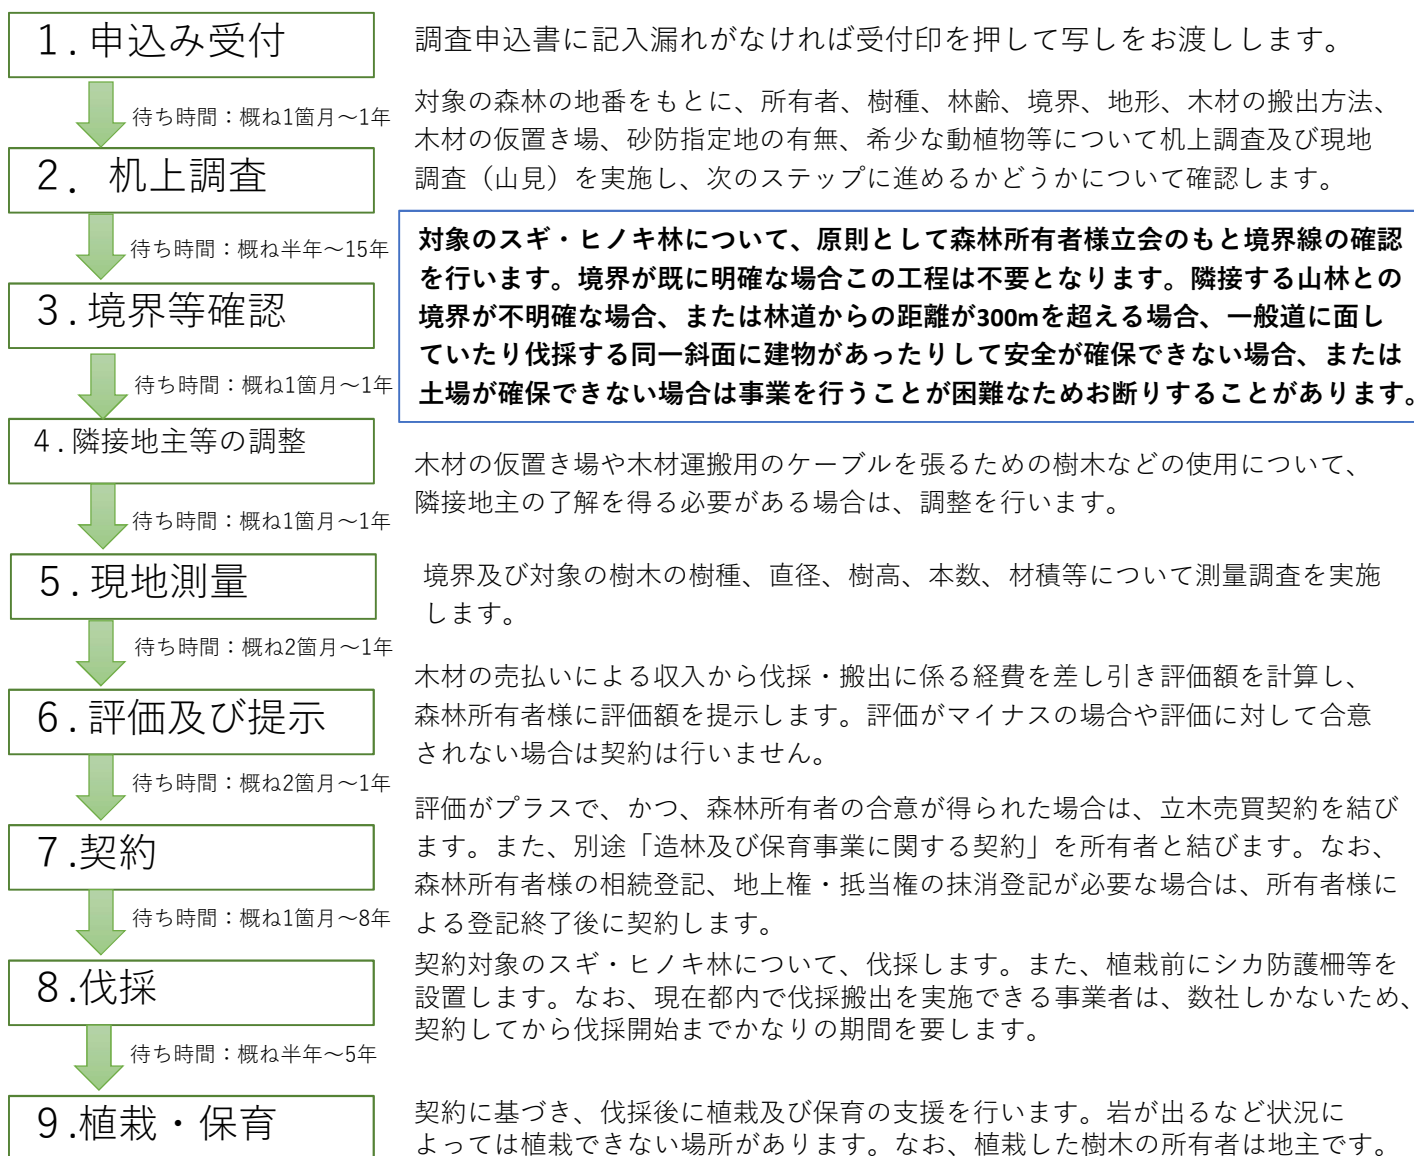 １.申込み受付
調査申込書に記入漏れがなければ受付印を押して写しをお渡しします。
待ち時間：概ね1箇月～1年
対象の森林の地番をもとに、所有者、樹種、林齢、境界、地形、木材の搬出方法、
木材の仮置き場、砂防指定地の有無、希少な動植物等について机上調査及び現地
調査（山見）を実施し、次のステップに進めるかどうかについて確認します。
２．机上調査
待ち時間：概ね半年～15年
対象のスギ・ヒノキ林について、原則として森林所有者様立会のもと境界線の確認
を行います。境界が既に明確な場合この工程は不要となります。隣接する山林との
境界が不明確な場合、または林道からの距離が300mを超える場合、一般道に面し
ていたり伐採する同一斜面に建物があったりして安全が確保できない場合、または
土場が確保できない場合は事業を行うことが困難なためお断りすることがあります。
３.境界等確認
待ち時間：概ね1箇月～1年
４.隣接地主等の調整
木材の仮置き場や木材運搬用のケーブルを張るための樹木などの使用について、
隣接地主の了解を得る必要がある場合は、調整を行います。
待ち時間：概ね1箇月～1年
５.現地測量
境界及び対象の樹木の樹種、直径、樹高、本数、材積等について測量調査を実施
します。
待ち時間：概ね2箇月～1年
６.評価及び提示
木材の売払いによる収入から伐採・搬出に係る経費を差し引き評価額を計算し、
森林所有者様に評価額を提示します。評価がマイナスの場合や評価に対して合意
されない場合は契約は行いません。
待ち時間：概ね2箇月～1年
７.契約
評価がプラスで、かつ、森林所有者の合意が得られた場合は、立木売買契約を結び
ます。また、別途「造林及び保育事業に関する契約」を所有者と結びます。なお、
森林所有者様の相続登記、地上権・抵当権の抹消登記が必要な場合は、所有者様に
よる登記終了後に契約します。
待ち時間：概ね1箇月～8年
８.伐採
契約対象のスギ・ヒノキ林について、伐採します。また、植栽前にシカ防護柵等を
設置します。なお、現在都内で伐採搬出を実施できる事業者は、数社しかないため、
契約してから伐採開始までかなりの期間を要します。
待ち時間：概ね半年～5年
９.植栽・保育
契約に基づき、伐採後に植栽及び保育の支援を行います。岩が出るなど状況に
よっては植栽できない場所があります。なお、植栽した樹木の所有者は地主です。